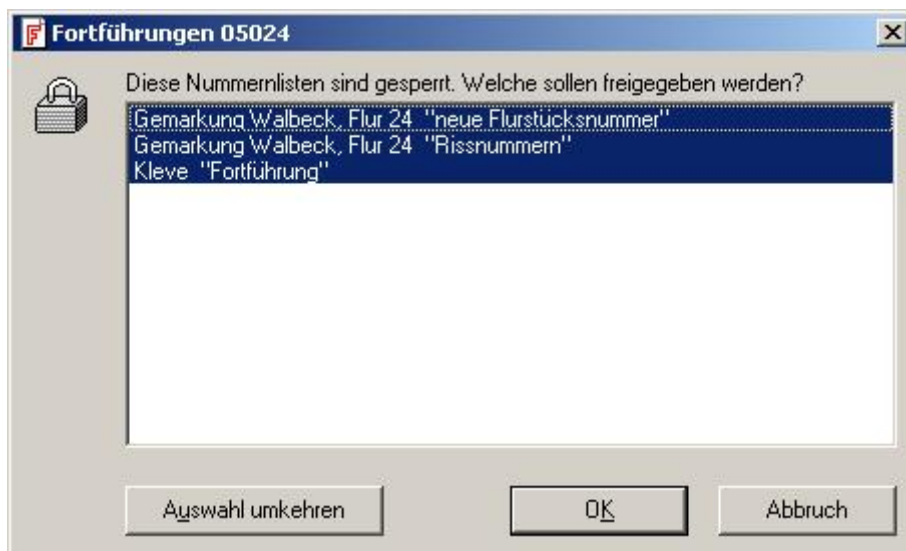 Fortführungen 05024
Diese Nummernlisten sind gesperrt. Welche sollen freigegeben werden?
Gemarkung Walbeck, Flur 24  "neue Flurstücksnummer"
Gemarkung Walbeck, Flur 24  "Rissnummern"
Kleve  "Fortführung"
Auswahl umkehren OK Abbruch